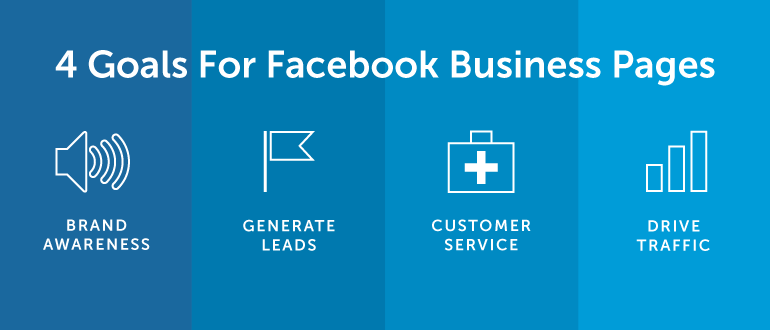 4 Goals For Facebook Business Pages
BRAND
AWARENESS
GENERATE
LEADS
CUSTOMER
SERVICE
DRIVE
TRAFFIC